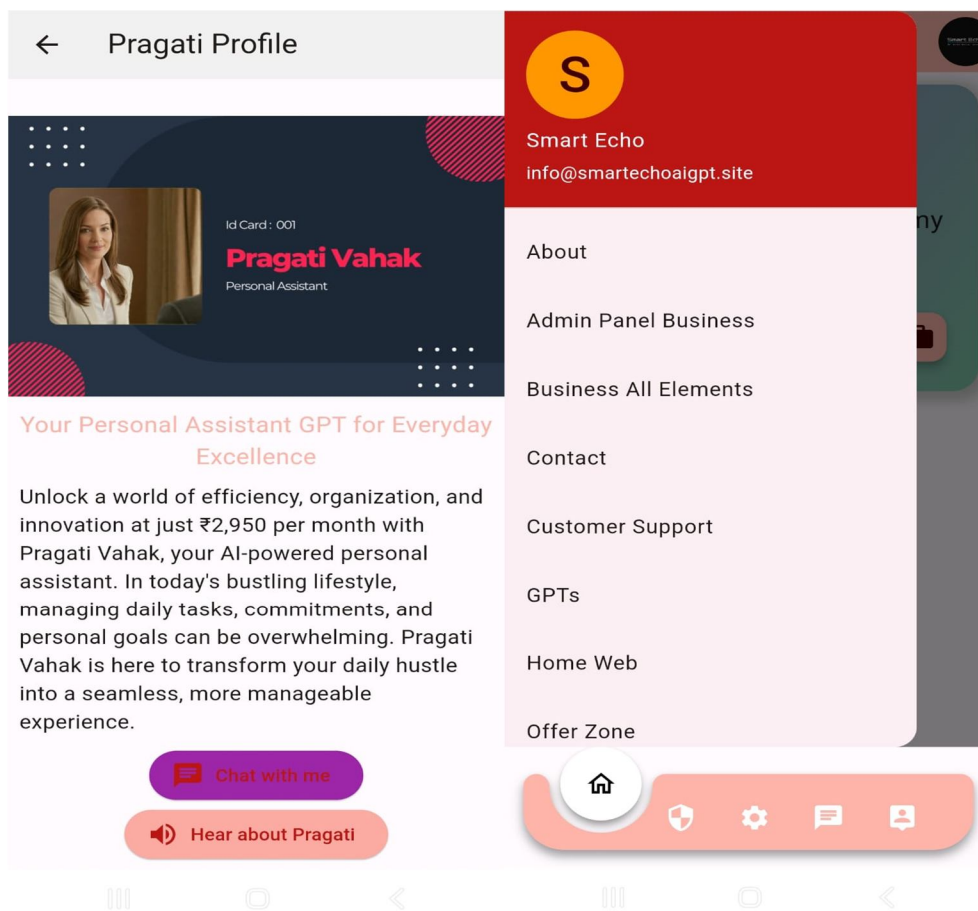 Pragati Profile
Id Card : 001
Pragati Vahak
Personal Assistant
Your Personal Assistant GPT for Everyday
Excellence
Unlock a world of efficiency, organization, and
innovation at just ₹2,950 per month with
Pragati Vahak, your AI-powered personal
assistant. In today's bustling lifestyle,
managing daily tasks, commitments, and
personal goals can be overwhelming. Pragati
Vahak is here to transform your daily hustle
into a seamless, more manageable
experience.
Chat with me
Hear about Pragati
S
Smart Echo
info@smartechoaigpt.site
About
Admin Panel Business
Business All Elements
Contact
Customer Support
GPTs
Home Web
Offer Zone
my